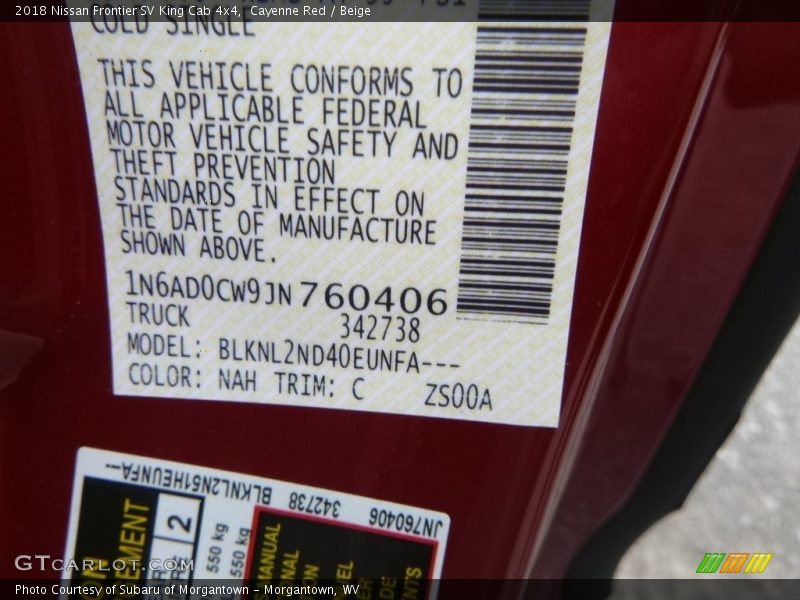 2018 Nissan Frontier SV King Cab 4x4, Cayenne Red / Beige
COLD SINGLE
THIS VEHICLE CONFORMS TO
ALL APPLICABLE FEDERAL
MOTOR VEHICLE SAFETY AND
THEFT PREVENTION
STANDARDS IN EFFECT ON
THE DATE OF MANUFACTURE
SHOWN ABOVE.
1N6AD0CW9JN760406
TRUCK 342738
MODEL: BLKNL2ND40EUNFA---
COLOR: NAH TRIM: C ZS00A
JN760406 342738 BLKNL2N51HEUNFA--
EMENT
2
550 kg
550 kg
MANUAL
GTCARLOT.COM
Photo Courtesy of Subaru of Morgantown - Morgantown, WV